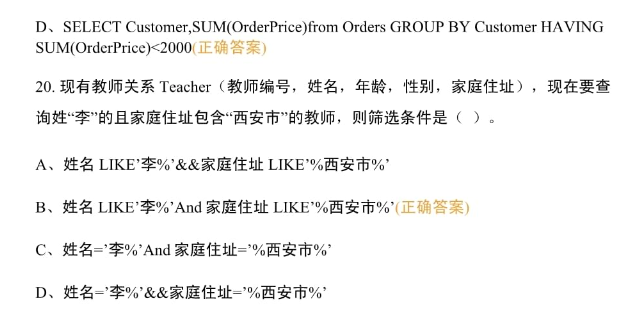 D、SELECT Customer,SUM(OrderPrice)from Orders GROUP BY Customer HAVING
SUM(OrderPrice)<2000(正确答案)
20. 现有教师关系 Teacher（教师编号，姓名，年龄，性别，家庭住址），现在要查
询姓“李”的且家庭住址包含“西安市”的教师，则筛选条件是（ ）。
A、姓名 LIKE’李%’&&家庭住址 LIKE’%西安市%’
B、姓名 LIKE’李%’And 家庭住址 LIKE’%西安市%’(正确答案)
C、姓名=’李%’And 家庭住址=’%西安市%’
D、姓名=’李%’&&家庭住址=’%西安市%’